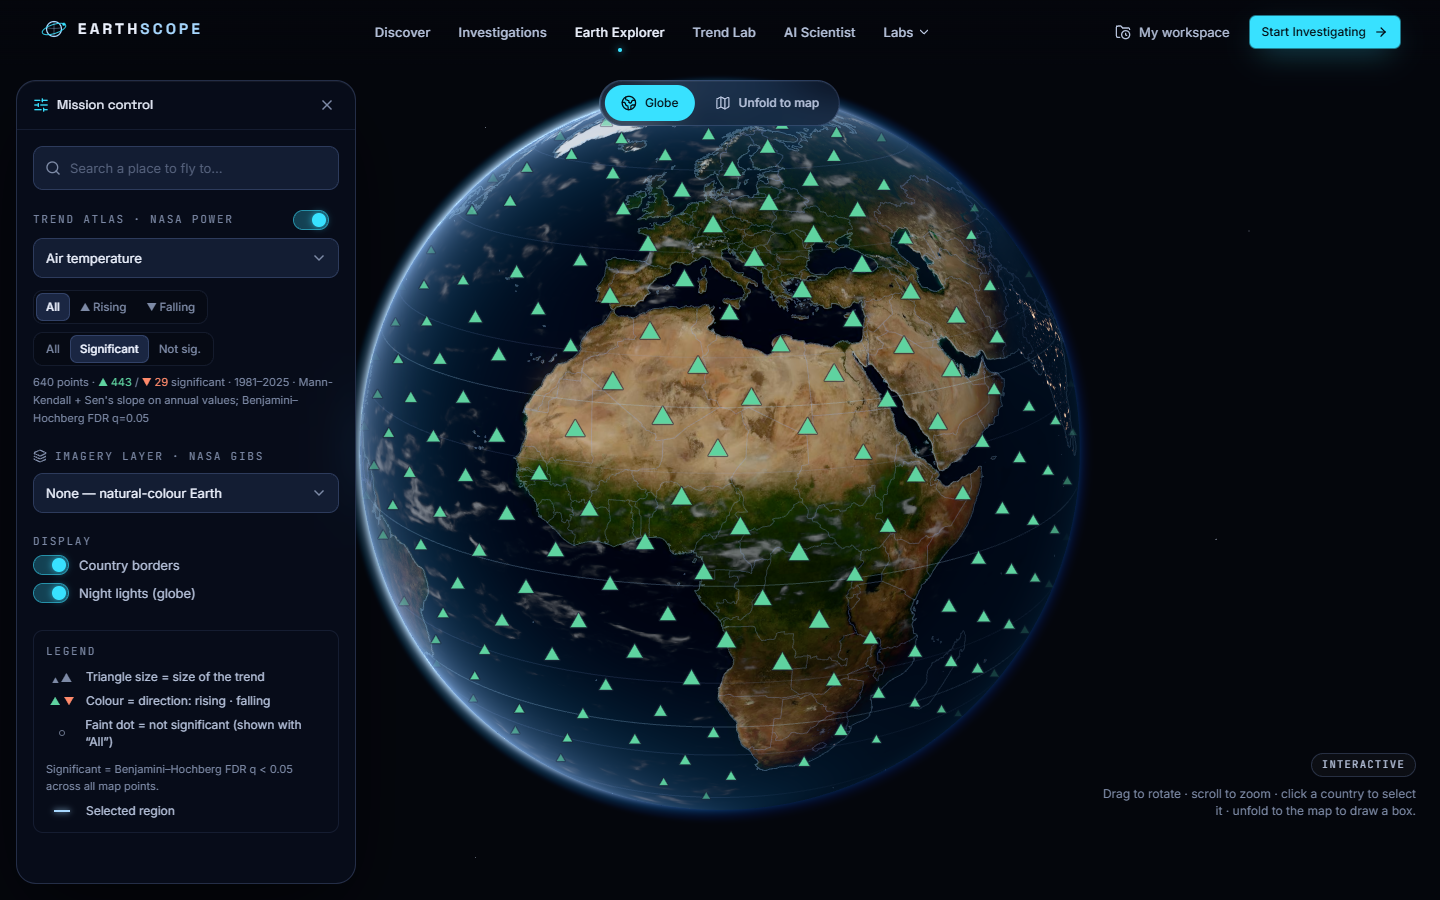 EARTHSCOPE
Discover
Investigations
Earth Explorer
Trend Lab
AI Scientist
Labs
My workspace
Start Investigating
Mission control
Search a place to fly to...
TREND ATLAS · NASA POWER
Air temperature
All ▲ Rising ▼ Falling
All Significant Not sig.
640 points · ▲ 443 / ▼ 29 significant · 1981–2025 · Mann-
Kendall + Sen's slope on annual values; Benjamini–
Hochberg FDR q=0.05
IMAGERY LAYER · NASA GIBS
None — natural-colour Earth
DISPLAY
Country borders
Night lights (globe)
LEGEND
Triangle size = size of the trend
Colour = direction: rising · falling
Faint dot = not significant (shown with
“All”)
Significant = Benjamini–Hochberg FDR q < 0.05
across all map points.
Selected region
Globe
Unfold to map
INTERACTIVE
Drag to rotate · scroll to zoom · click a country to select
it · unfold to the map to draw a box.